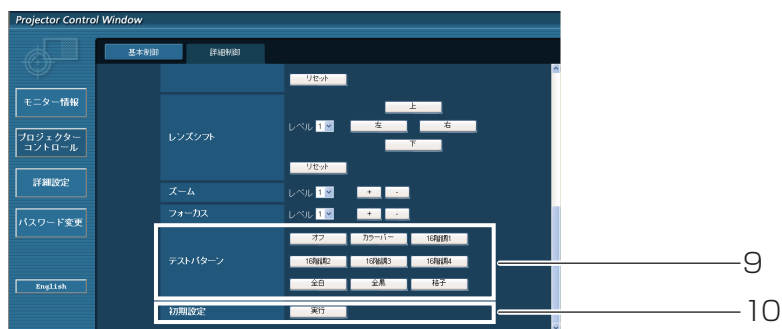 Projector Control Window
基本制御 詳細制御
リセット
モニター情報
上
レンズシフト レベル 1 左 右
プロジェクター
コントロール
下
リセット
詳細設定
ズーム レベル 1 + -
フォーカス レベル 1 + -
パスワード変更
オフ カラーバー 16階調1
テストパターン 16階調2 16階調3 16階調4 9
全白 全黒 格子
English
初期設定 実行 10